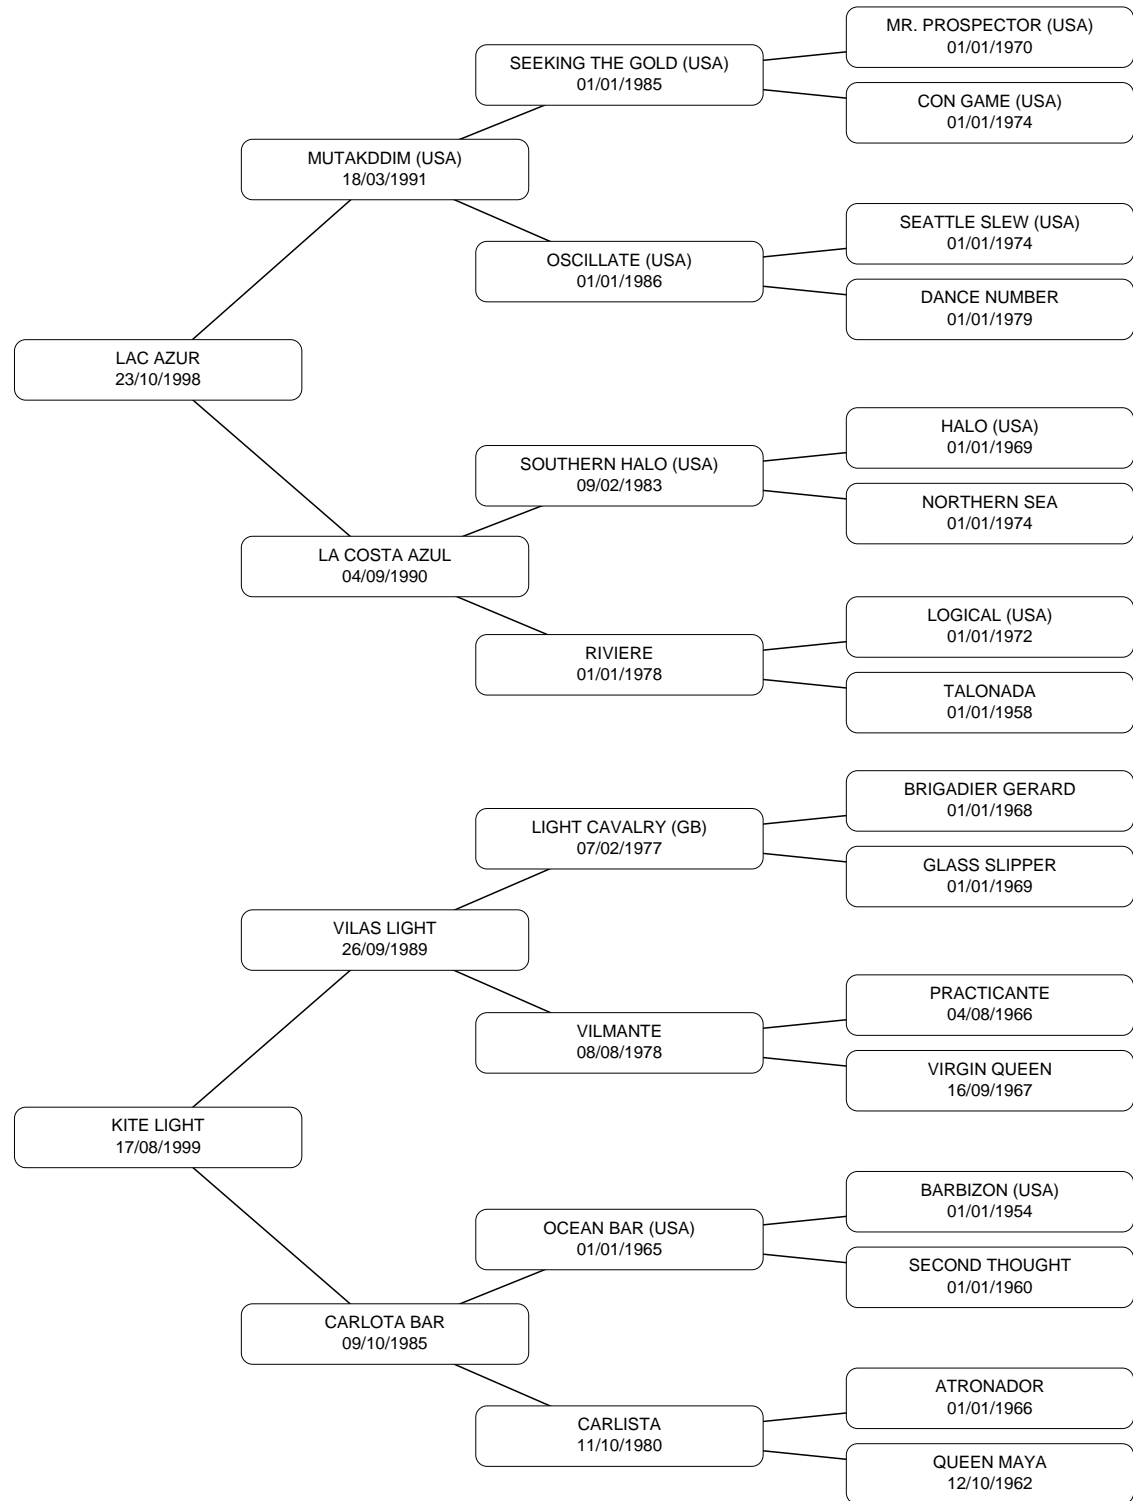 MR. PROSPECTOR (USA)
01/01/1970
SEEKING THE GOLD (USA)
01/01/1985
CON GAME (USA)
01/01/1974
MUTAKDDIM (USA)
18/03/1991
SEATTLE SLEW (USA)
01/01/1974
OSCILLATE (USA)
01/01/1986
DANCE NUMBER
01/01/1979
LAC AZUR
23/10/1998
HALO (USA)
01/01/1969
SOUTHERN HALO (USA)
09/02/1983
NORTHERN SEA
01/01/1974
LA COSTA AZUL
04/09/1990
LOGICAL (USA)
01/01/1972
RIVIERE
01/01/1978
TALONADA
01/01/1958
BRIGADIER GERARD
01/01/1968
LIGHT CAVALRY (GB)
07/02/1977
GLASS SLIPPER
01/01/1969
VILAS LIGHT
26/09/1989
PRACTICANTE
04/08/1966
VILMANTE
08/08/1978
VIRGIN QUEEN
16/09/1967
KITE LIGHT
17/08/1999
BARBIZON (USA)
01/01/1954
OCEAN BAR (USA)
01/01/1965
SECOND THOUGHT
01/01/1960
CARLOTA BAR
09/10/1985
ATRONADOR
01/01/1966
CARLISTA
11/10/1980
QUEEN MAYA
12/10/1962